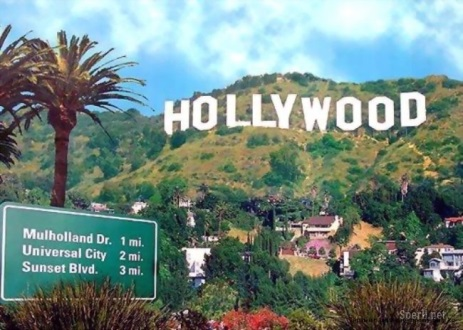 HOLLYWOOD
Mulholland Dr. 1 mi.
Universal City 2 mi.
Sunset Blvd. 3 mi.